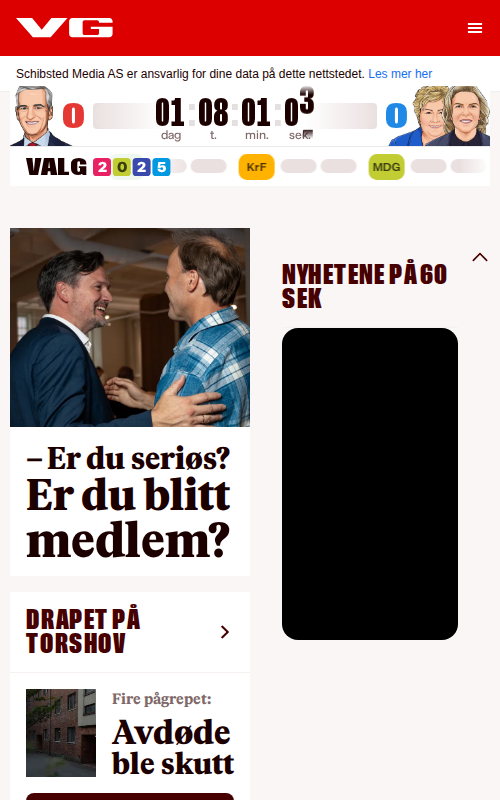 VG
Schibsted Media AS er ansvarlig for dine data på dette nettstedet. Les mer her
0 01 : 08 : 01 : 03 0
dag t. min. sek.
VALG 2025 KrF MDG
– Er du seriøs?
Er du blitt
medlem?
DRAPET PÅ
TORSHOV
Fire pågrepet:
Avdøde
ble skutt
NYHETENE PÅ 60
SEK